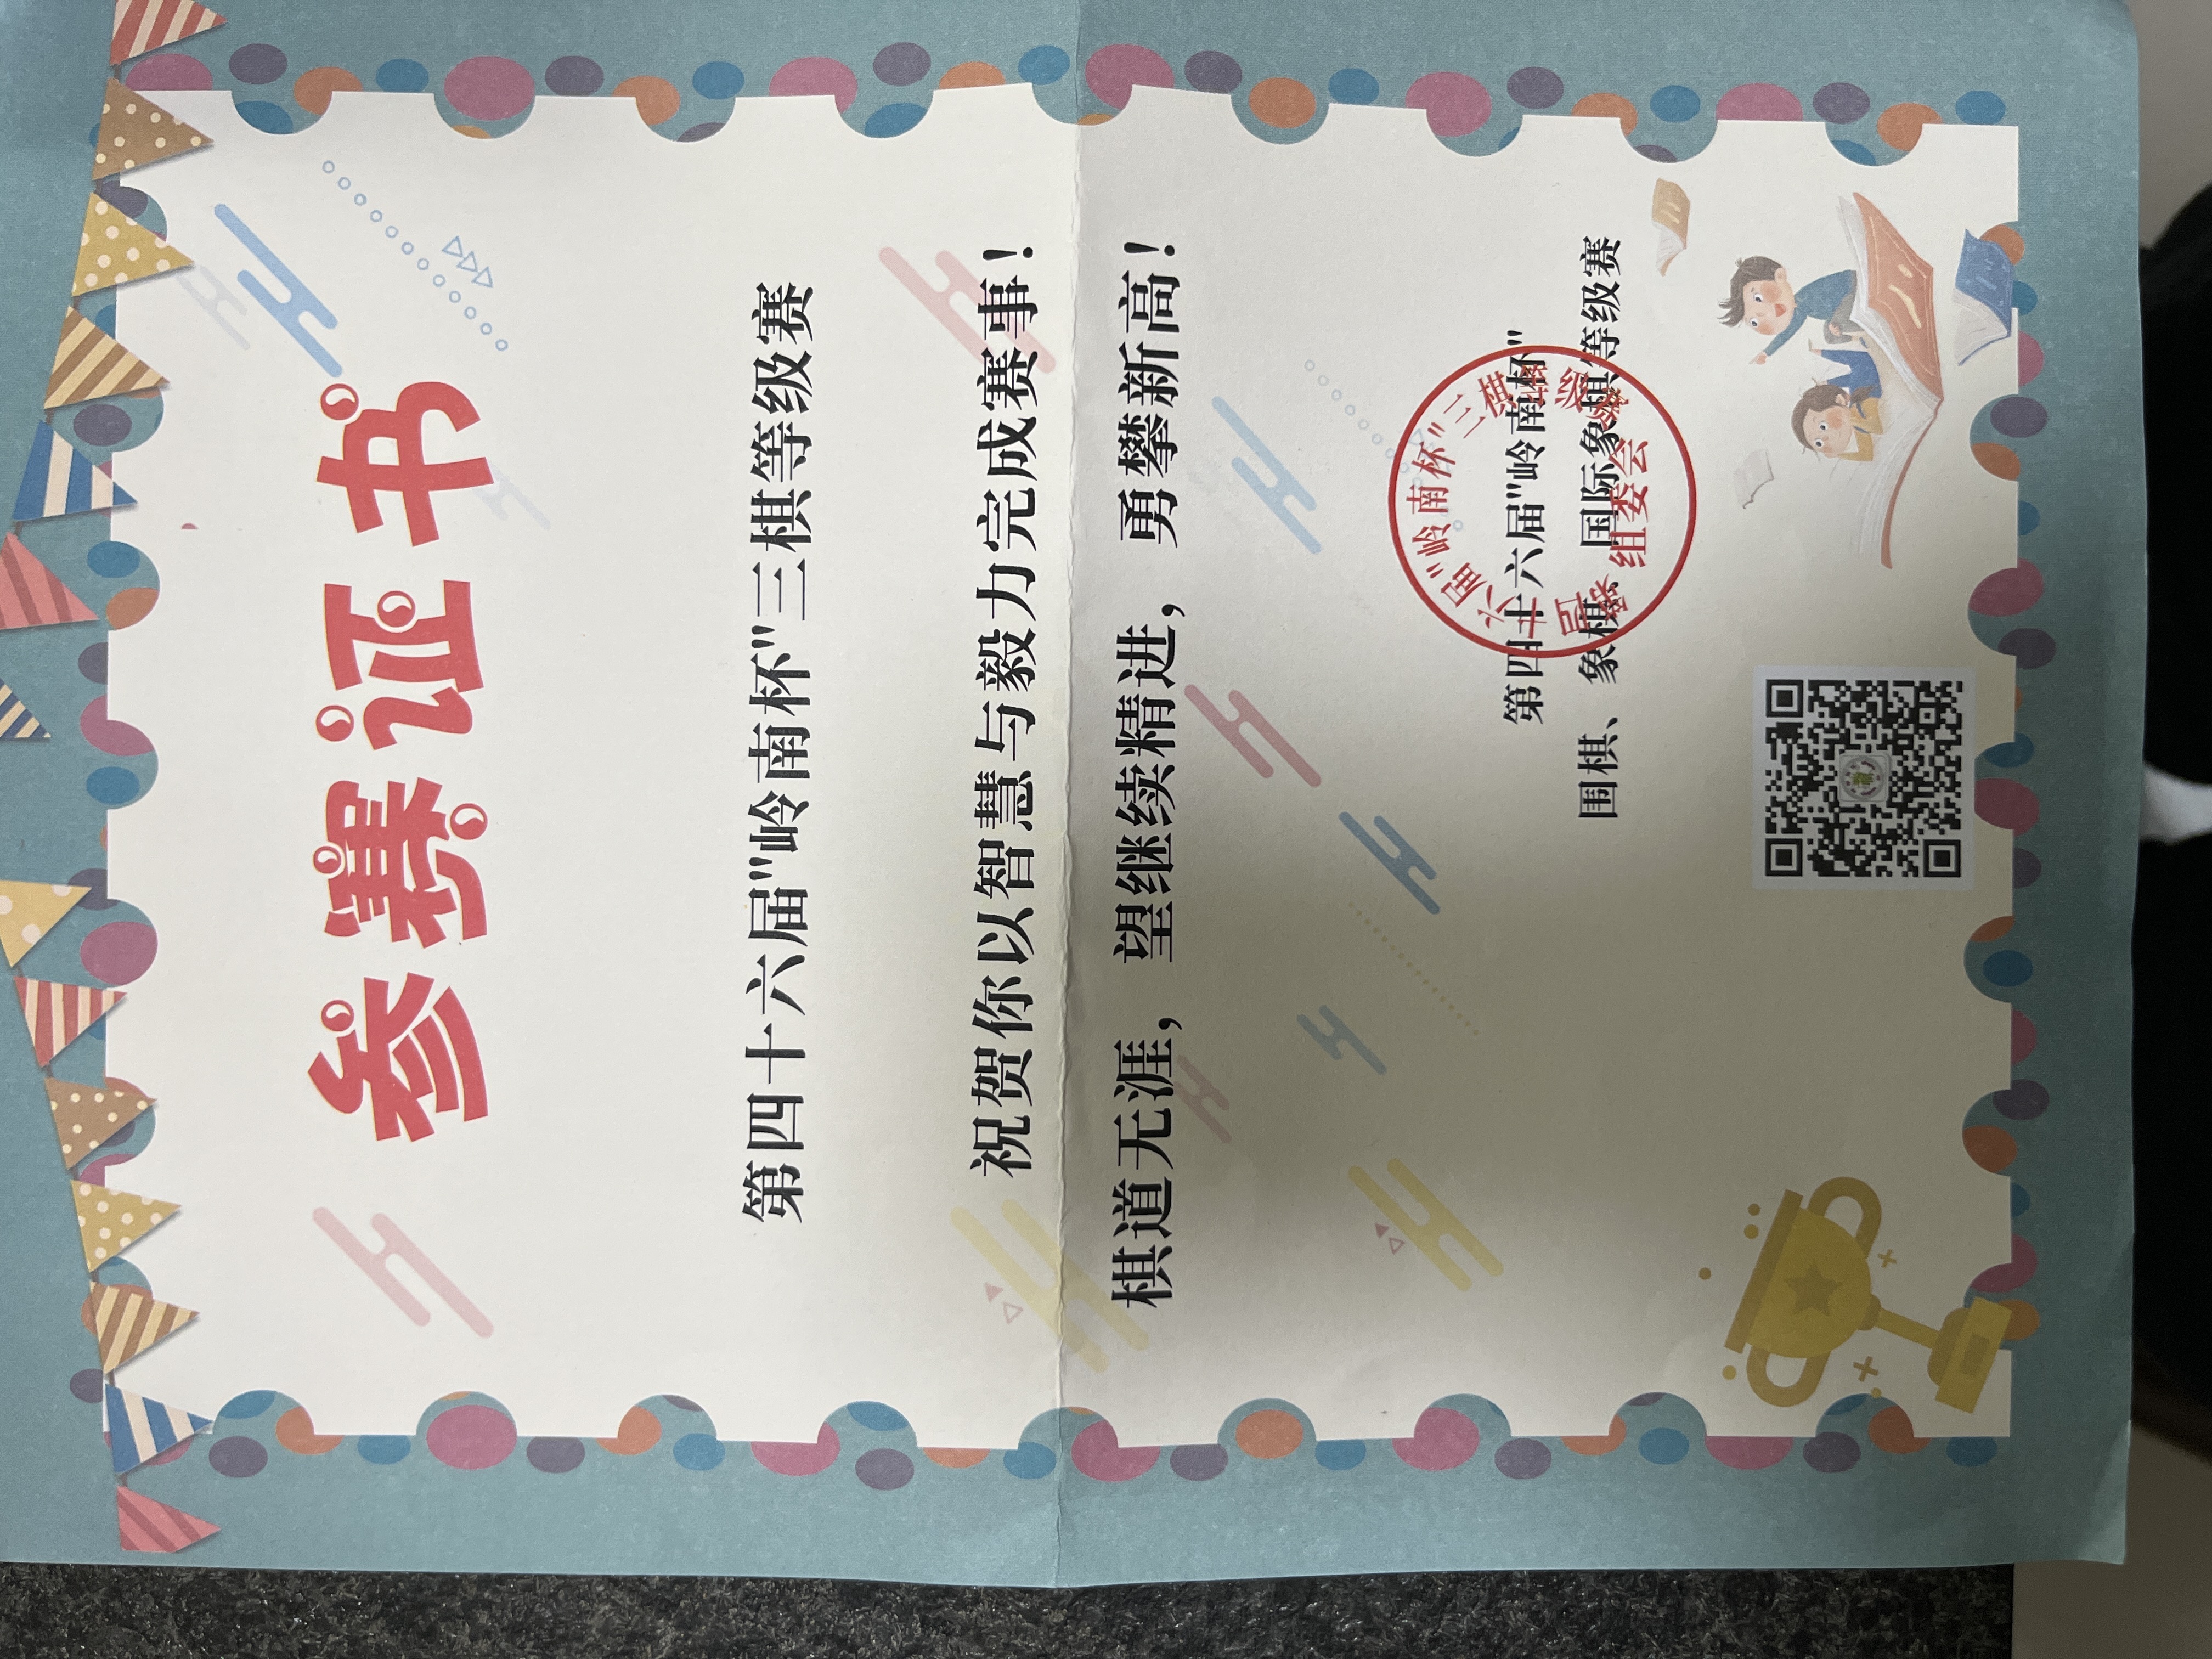 参赛证书
第四十六届"岭南杯"三棋等级赛
祝贺你以智慧与毅力完成赛事！
棋道无涯，望继续精进，勇攀新高！
第四十六届"岭南杯"
围棋、象棋、国际象棋等级赛
第四十六届"岭南杯"三棋等级赛
组委会